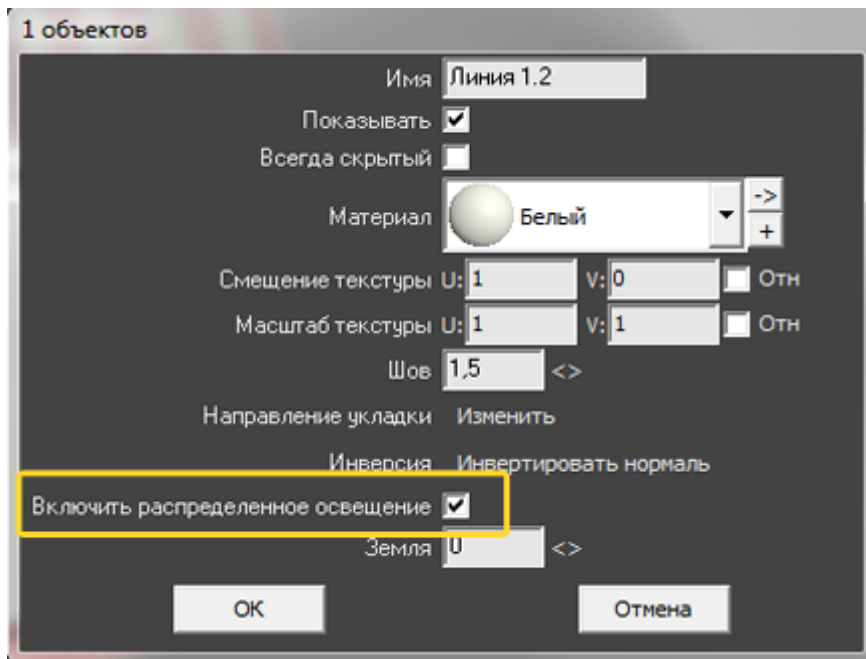 1 объектов
Имя Линия 1.2
Показывать
Всегда скрытый
Материал Белый ->
+
Смещение текстуры U: 1 V: 0 Отн
Масштаб текстуры U: 1 V: 1 Отн
Шов 1,5 <>
Направление укладки Изменить
Инверсия Инвертировать нормаль
Включить распределенное освещение
Земля 0 <>
ОК Отмена